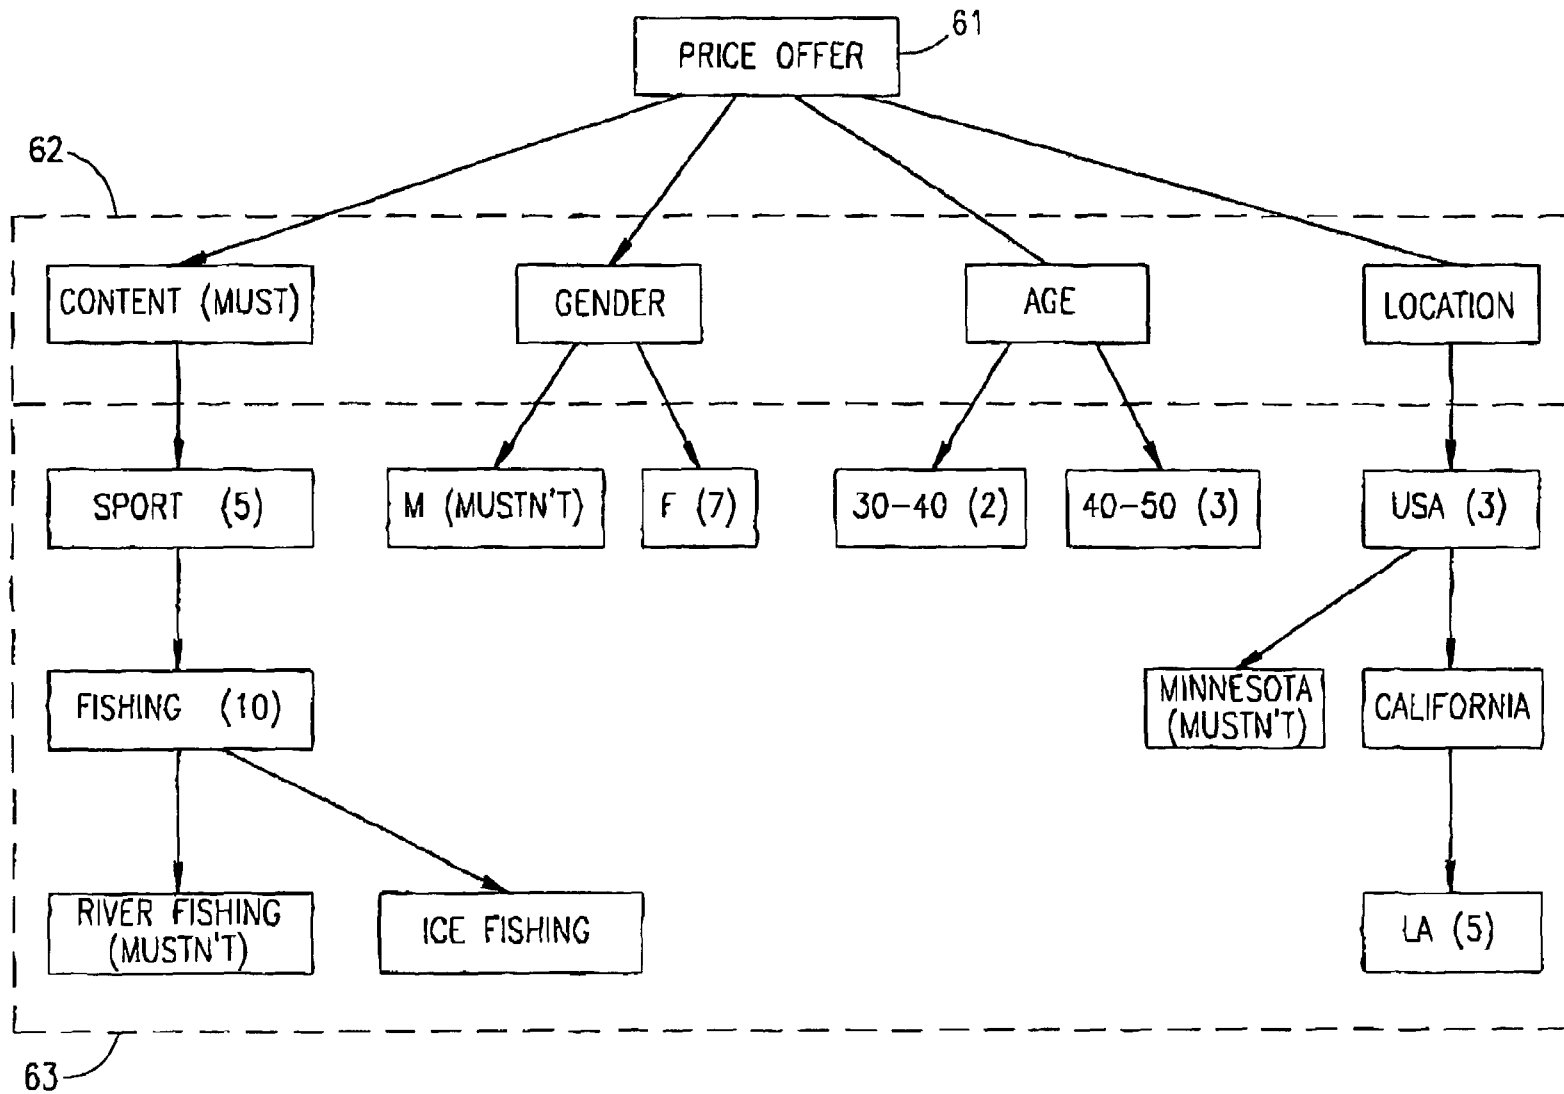 61
PRICE OFFER
62
CONTENT (MUST)
GENDER
AGE
LOCATION
SPORT (5)
M (MUSTN'T)
F (7)
30-40 (2)
40-50 (3)
USA (3)
FISHING (10)
MINNESOTA
(MUSTN'T)
CALIFORNIA
RIVER FISHING
(MUSTN'T)
ICE FISHING
LA (5)
63